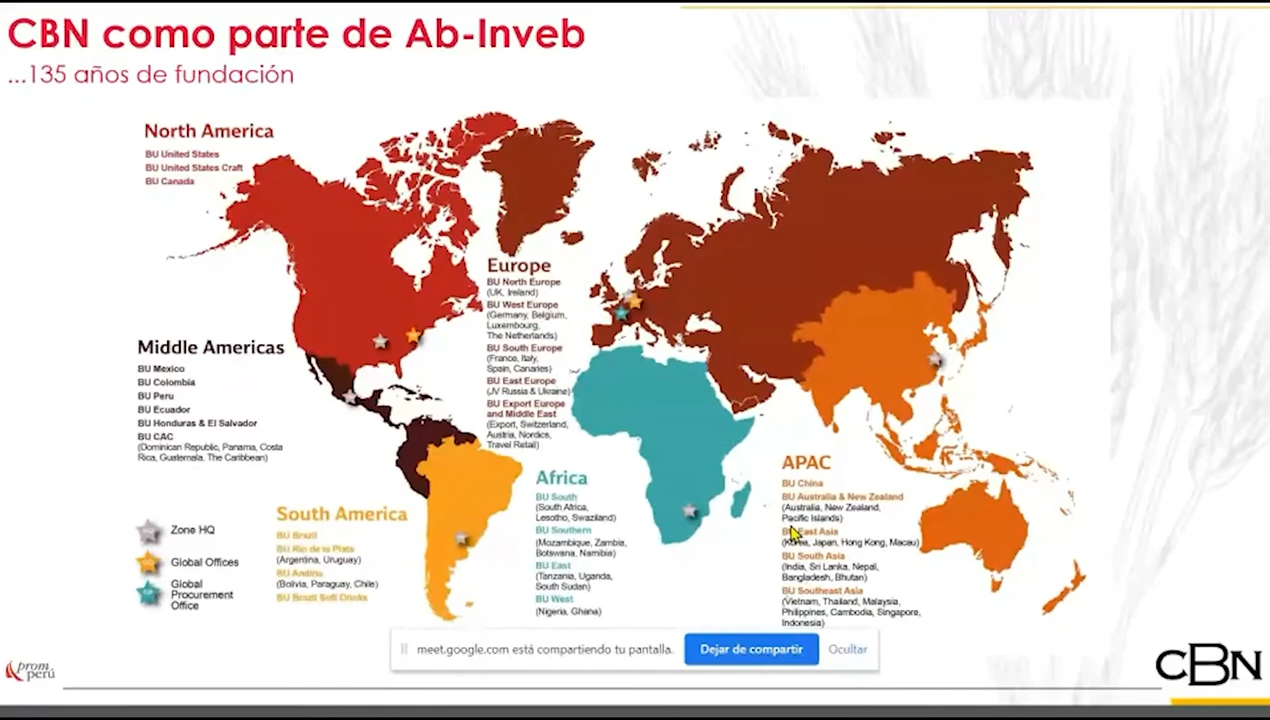 CBN como parte de Ab-Inveb
...135 años de fundación
North America
BU United States
BU United States Craft
BU Canada
Europe
BU North Europe
(UK, Ireland)
BU West Europe
(Germany, Belgium,
Luxembourg,
The Netherlands)
BU South Europe
(France, Italy,
Spain, Canaries)
BU East Europe
(JV Russia & Ukraine)
BU Export Europe
and Middle East
(Export, Switzerland,
Austria, Nordics,
Travel Retail)
Middle Americas
BU Mexico
BU Colombia
BU Peru
BU Ecuador
BU Honduras & El Salvador
BU CAC
(Dominican Republic, Panama, Costa
Rica, Guatemala, The Caribbean)
Africa
BU South
(South Africa,
Lesotho, Swaziland)
BU Southern
(Mozambique, Zambia,
Botswana, Namibia)
BU East
(Tanzania, Uganda,
South Sudan)
BU West
(Nigeria, Ghana)
APAC
BU China
BU Australia & New Zealand
(Australia, New Zealand,
Pacific Islands)
BU East Asia
(Korea, Japan, Hong Kong, Macau)
BU South Asia
(India, Sri Lanka, Nepal,
Bangladesh, Bhutan)
BU Southeast Asia
(Vietnam, Thailand, Malaysia,
Philippines, Cambodia, Singapore,
Indonesia)
South America
BU Brazil
BU Rio de la Plata
(Argentina, Uruguay)
BU Andina
(Bolivia, Paraguay, Chile)
BU Brazil Soft Drinks
Zone HQ
Global Offices
Global
Procurement
Office
meet.google.com está compartiendo tu pantalla.
Dejar de compartir
Ocultar
prom
perú
CBN